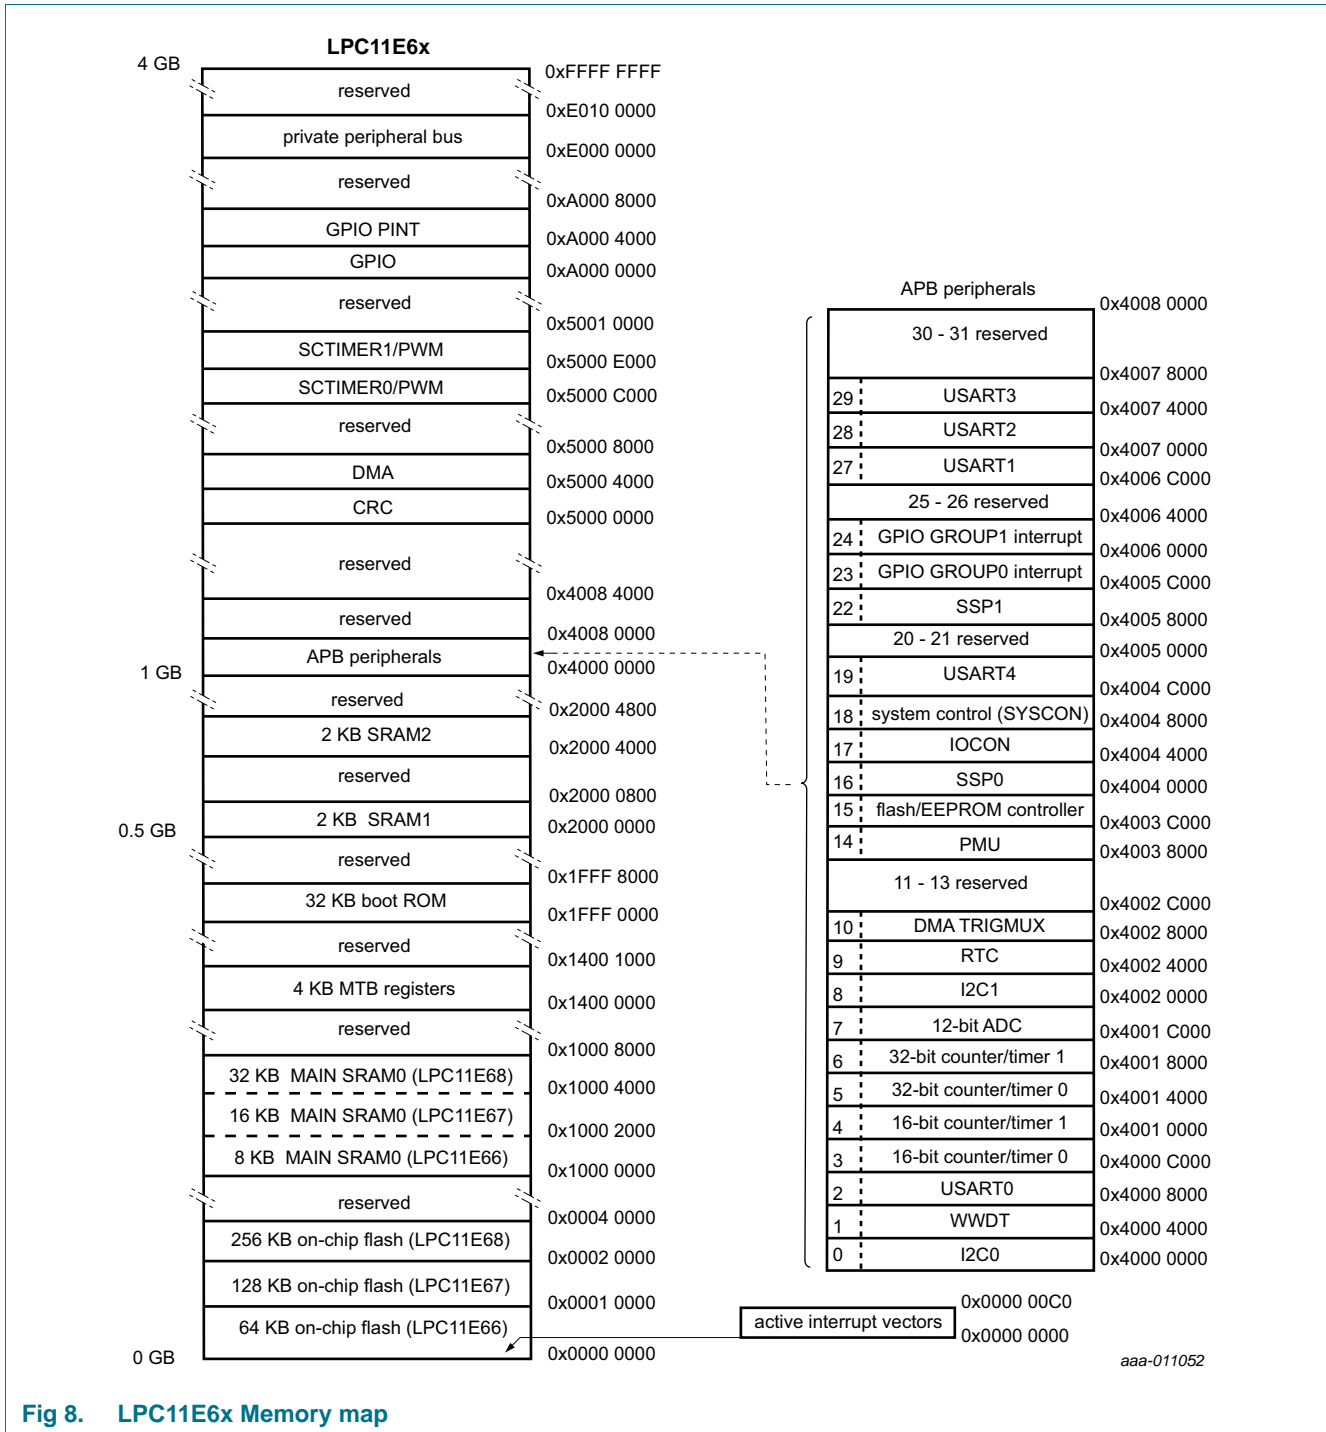 LPC11E6x
4 GB
0xFFFF FFFF
reserved
0xE010 0000
private peripheral bus
0xE000 0000
reserved
0xA000 8000
GPIO PINT
0xA000 4000
GPIO
0xA000 0000
reserved
0x5001 0000
SCTIMER1/PWM
0x5000 E000
SCTIMER0/PWM
0x5000 C000
reserved
0x5000 8000
DMA
0x5000 4000
CRC
0x5000 0000
reserved
0x4008 4000
reserved
0x4008 0000
APB peripherals
1 GB
0x4000 0000
reserved
0x2000 4800
2 KB SRAM2
0x2000 4000
reserved
0x2000 0800
2 KB SRAM1
0.5 GB
0x2000 0000
reserved
0x1FFF 8000
32 KB boot ROM
0x1FFF 0000
reserved
0x1400 1000
4 KB MTB registers
0x1400 0000
reserved
0x1000 8000
32 KB MAIN SRAM0 (LPC11E68)
0x1000 4000
16 KB MAIN SRAM0 (LPC11E67)
0x1000 2000
8 KB MAIN SRAM0 (LPC11E66)
0x1000 0000
reserved
0x0004 0000
256 KB on-chip flash (LPC11E68)
0x0002 0000
128 KB on-chip flash (LPC11E67)
0x0001 0000
64 KB on-chip flash (LPC11E66)
0 GB
0x0000 0000
APB peripherals
0x4008 0000
30 - 31 reserved
0x4007 8000
29 USART3
0x4007 4000
28 USART2
0x4007 0000
27 USART1
0x4006 C000
25 - 26 reserved
0x4006 4000
24 GPIO GROUP1 interrupt
0x4006 0000
23 GPIO GROUP0 interrupt
0x4005 C000
22 SSP1
0x4005 8000
20 - 21 reserved
0x4005 0000
19 USART4
0x4004 C000
18 system control (SYSCON)
0x4004 8000
17 IOCON
0x4004 4000
16 SSP0
0x4004 0000
15 flash/EEPROM controller
0x4003 C000
14 PMU
0x4003 8000
11 - 13 reserved
0x4002 C000
10 DMA TRIGMUX
0x4002 8000
9 RTC
0x4002 4000
8 I2C1
0x4002 0000
7 12-bit ADC
0x4001 C000
6 32-bit counter/timer 1
0x4001 8000
5 32-bit counter/timer 0
0x4001 4000
4 16-bit counter/timer 1
0x4001 0000
3 16-bit counter/timer 0
0x4000 C000
2 USART0
0x4000 8000
1 WWDT
0x4000 4000
0 I2C0
0x4000 0000
0x0000 00C0
active interrupt vectors
0x0000 0000
aaa-011052
Fig 8. LPC11E6x Memory map